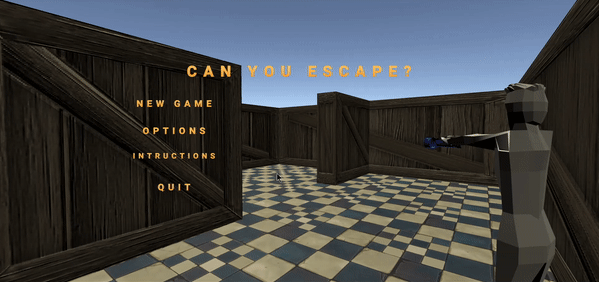 CAN YOU ESCAPE?
NEW GAME
OPTIONS
INTRUCTIONS
QUIT